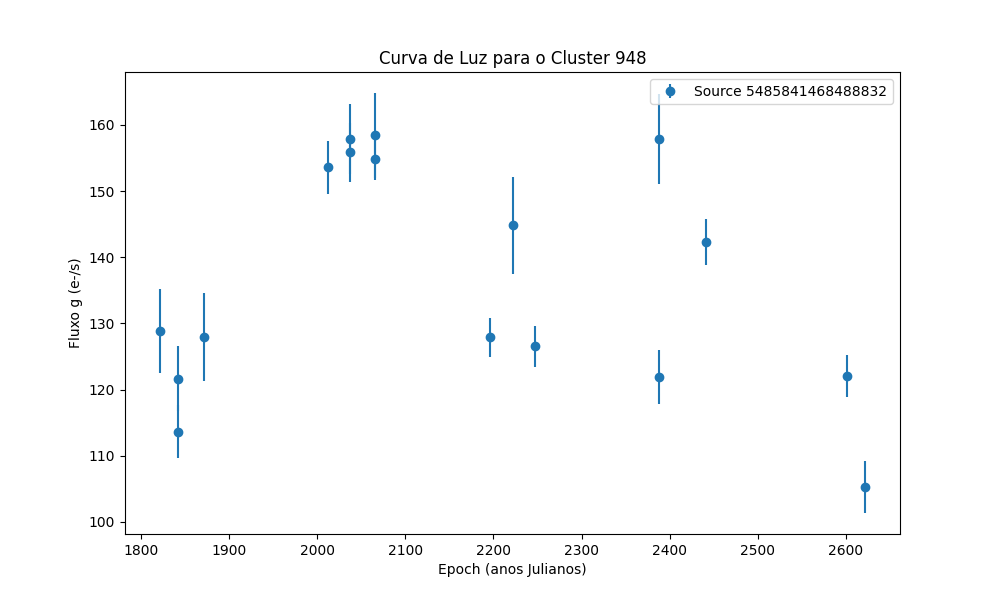 Curva de Luz para o Cluster 948
Source 5485841468488832
Fluxo g (e-/s)
160
150
140
130
120
110
100
1800 1900 2000 2100 2200 2300 2400 2500 2600
Epoch (anos Julianos)